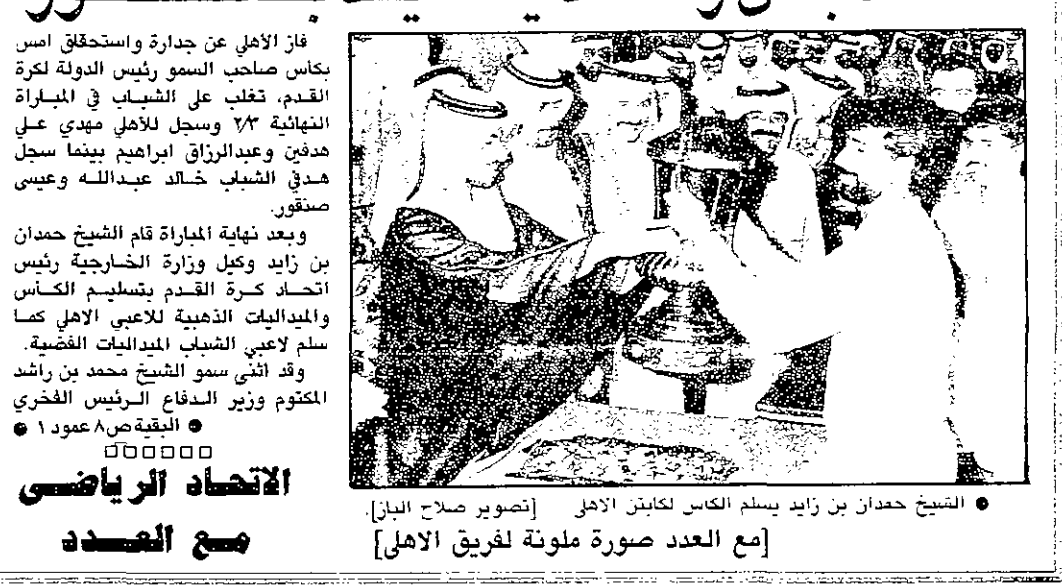 فاز الأهلي عن جدارة واستحقاق امس
بكأس صاحب السمو رئيس الدولة لكرة
القدم، تغلب على الشباب في المباراة
النهائية ٢/٣ وسجل للأهلي مهدي علي
هدفين وعبدالرزاق ابراهيم بينما سجل
هدفي الشباب خالد عبدالله وعيسى
صنقور.
وبعد نهاية المباراة قام الشيخ حمدان
بن زايد وكيل وزارة الخارجية رئيس
اتحاد كرة القدم بتسليم الكأس
والميداليات الذهبية للاعبي الاهلي كما
سلم لاعبي الشباب الميداليات الفضية.
وقد اثنى سمو الشيخ محمد بن راشد
المكتوم وزير الدفاع الرئيس الفخري
● البقية ص٨ عمود ١ ●
الاتحاد الرياضي
مع العدد
● الشيخ حمدان بن زايد يسلم الكاس لكابتن الاهلي [تصوير صلاح الباز].
[مع العدد صورة ملونة لفريق الاهلي]